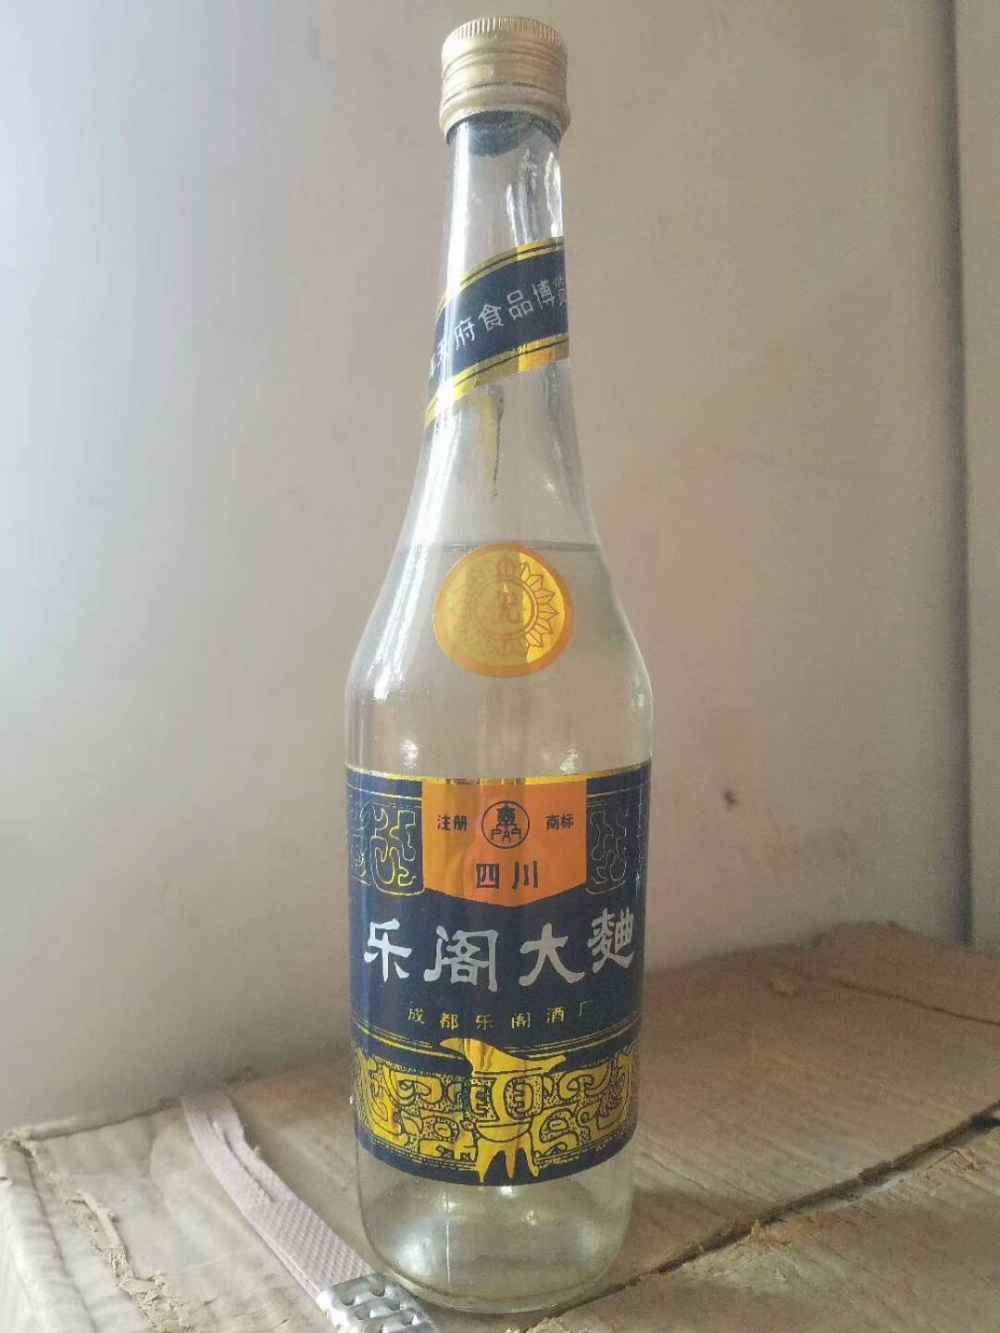 府食品博
优
注册 商标
四川
乐阁大麯
成都乐阁酒厂